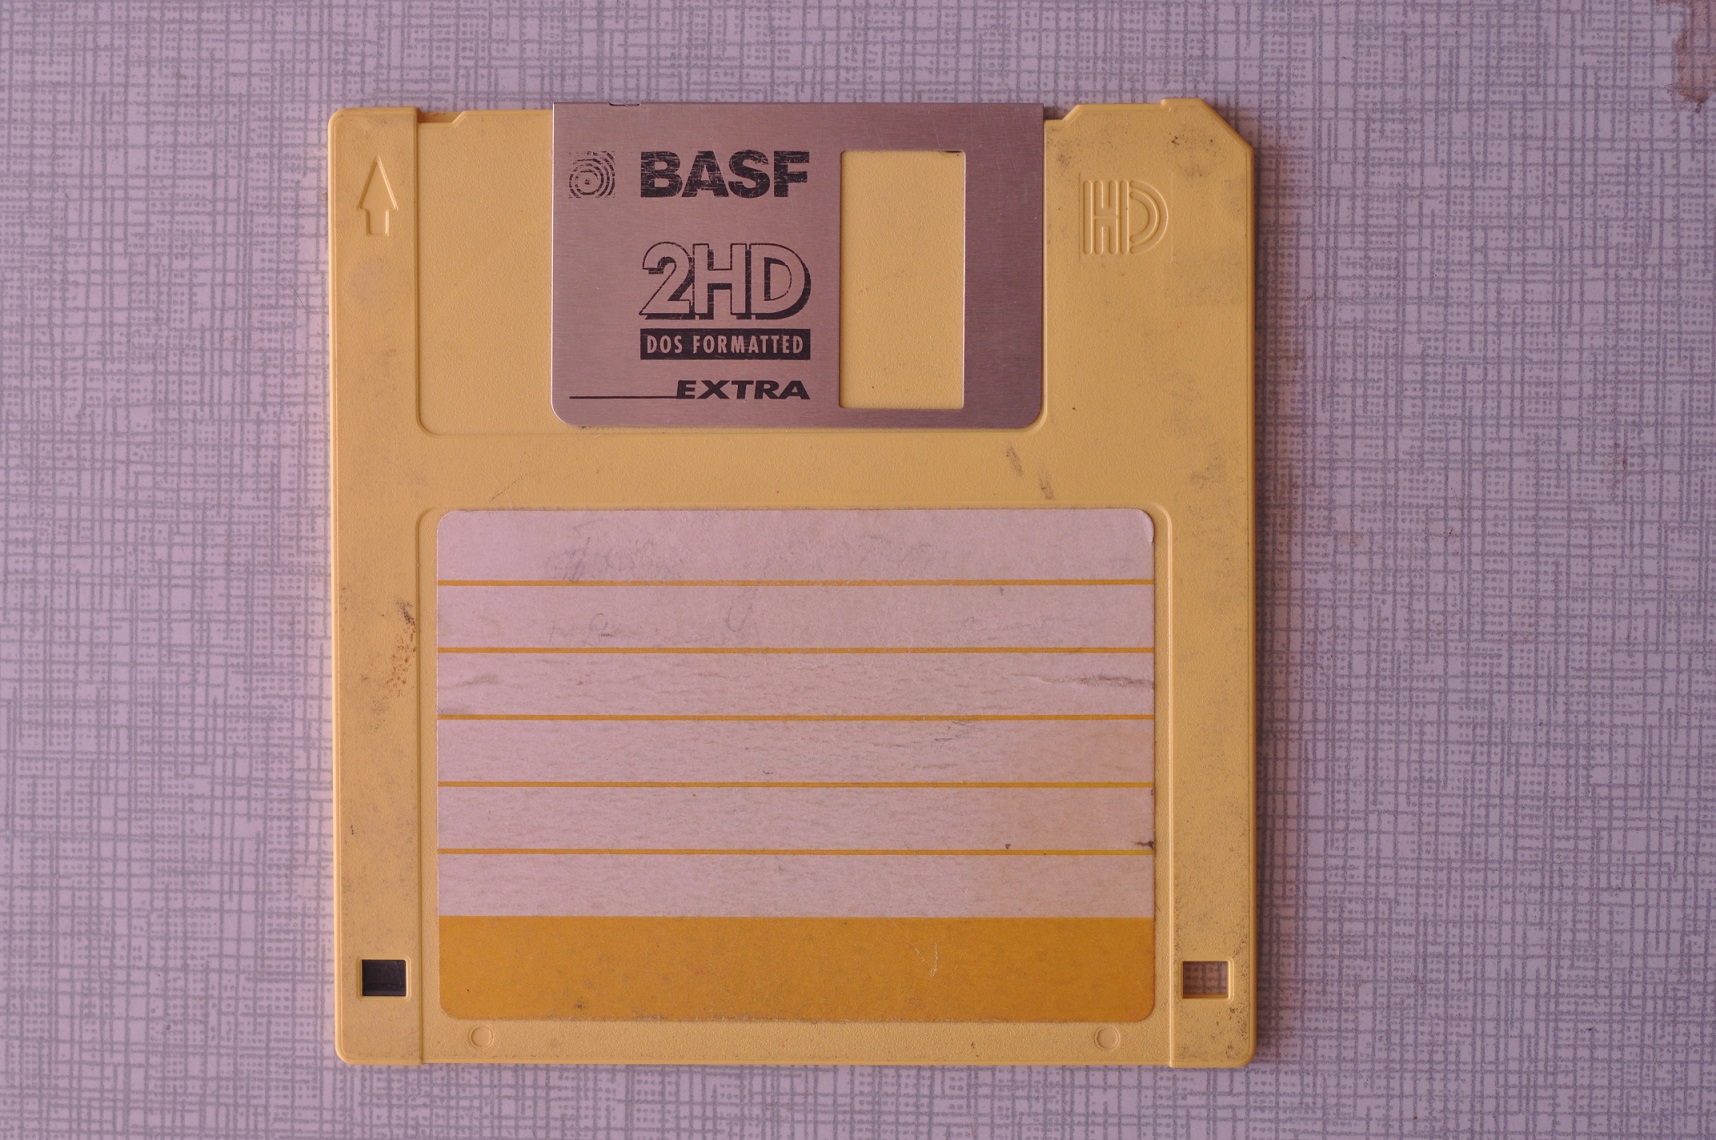 BASF
HD
2HD
DOS FORMATTED
EXTRA